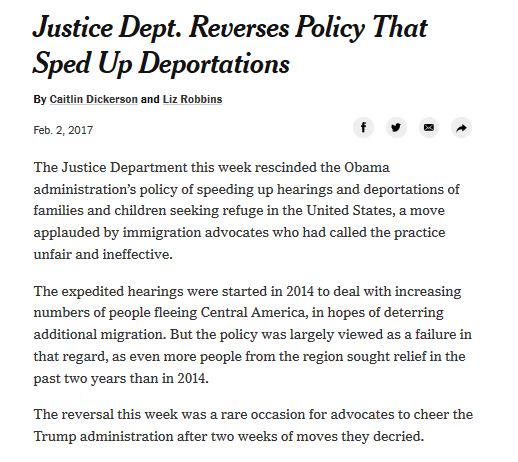 Justice Dept. Reverses Policy That
Sped Up Deportations
By Caitlin Dickerson and Liz Robbins
Feb. 2, 2017
The Justice Department this week rescinded the Obama
administration’s policy of speeding up hearings and deportations of
families and children seeking refuge in the United States, a move
applauded by immigration advocates who had called the practice
unfair and ineffective.
The expedited hearings were started in 2014 to deal with increasing
numbers of people fleeing Central America, in hopes of deterring
additional migration. But the policy was largely viewed as a failure in
that regard, as even more people from the region sought relief in the
past two years than in 2014.
The reversal this week was a rare occasion for advocates to cheer the
Trump administration after two weeks of moves they decried.